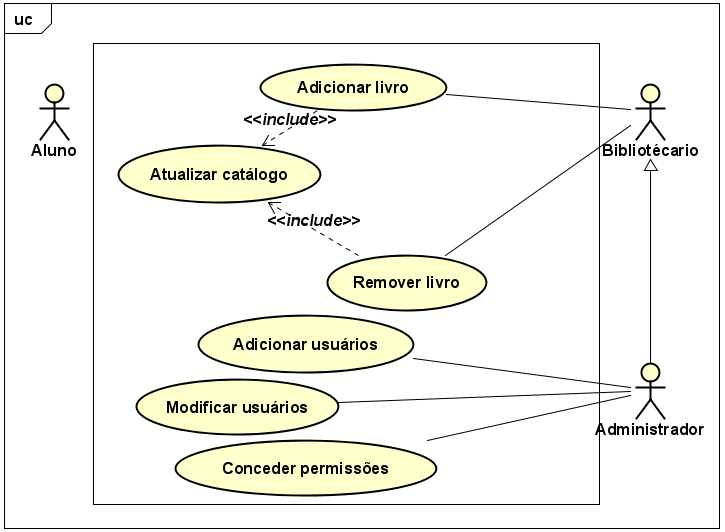 uc
Adicionar livro
<<include>>
Aluno
Bibliotécario
Atualizar catálogo
<<include>>
Remover livro
Adicionar usuários
Modificar usuários
Administrador
Conceder permissões